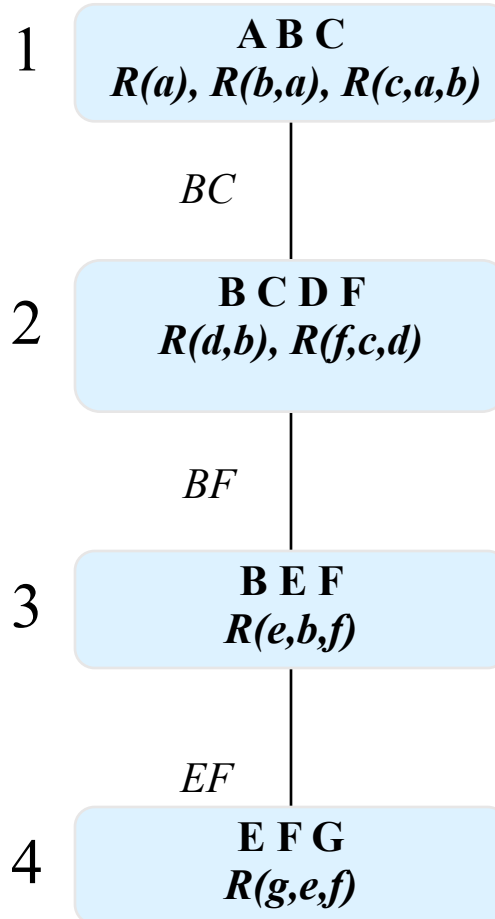 1
A B C
R(a), R(b,a), R(c,a,b)
BC
2
B C D F
R(d,b), R(f,c,d)
BF
3
B E F
R(e,b,f)
EF
4
E F G
R(g,e,f)